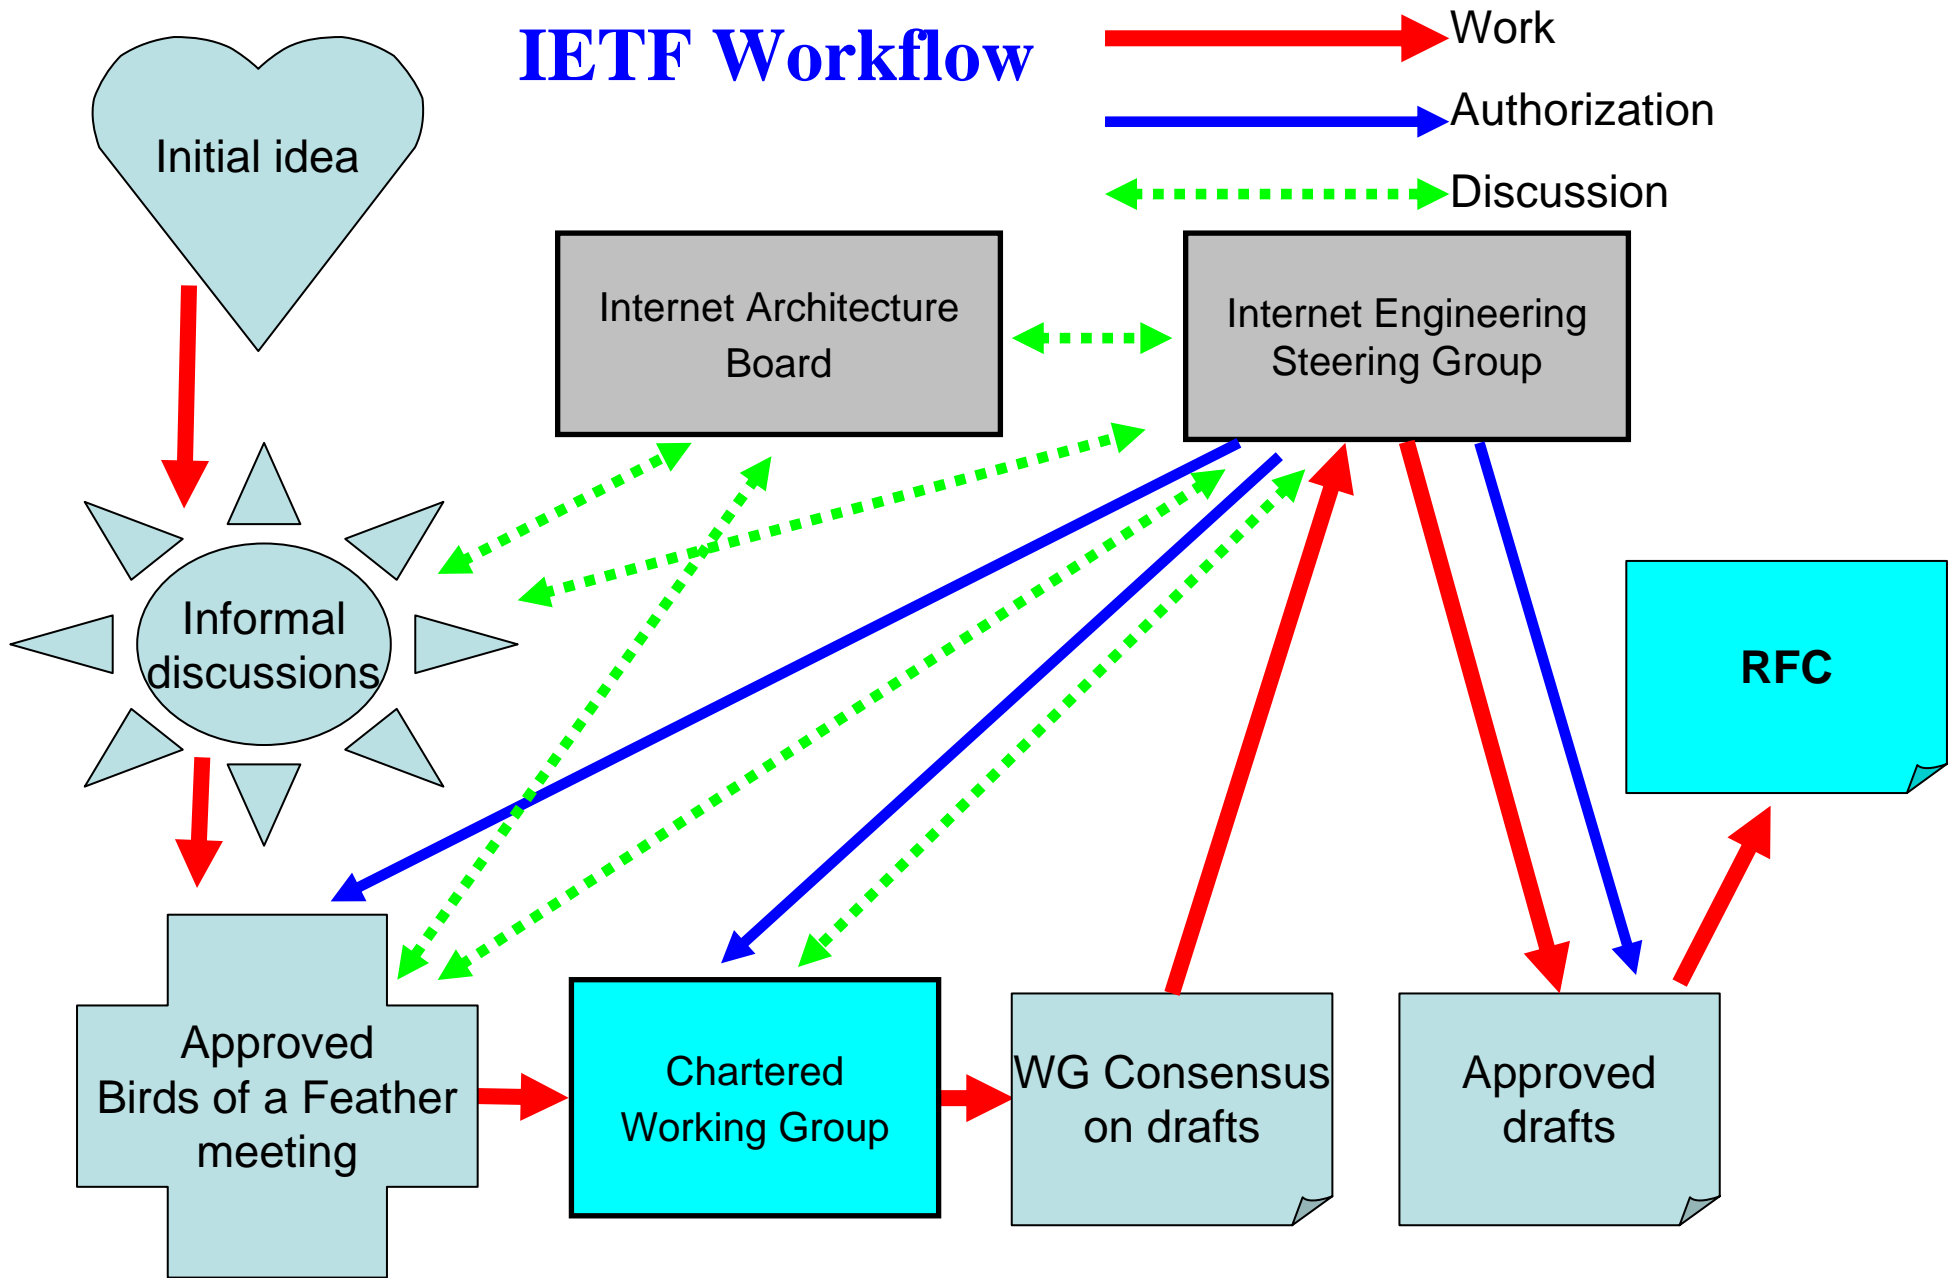 IETF Workflow
Work
Authorization
Discussion
Initial idea
Internet Architecture
Board
Internet Engineering
Steering Group
Informal
discussions
RFC
Approved
Birds of a Feather
meeting
Chartered
Working Group
WG Consensus
on drafts
Approved
drafts